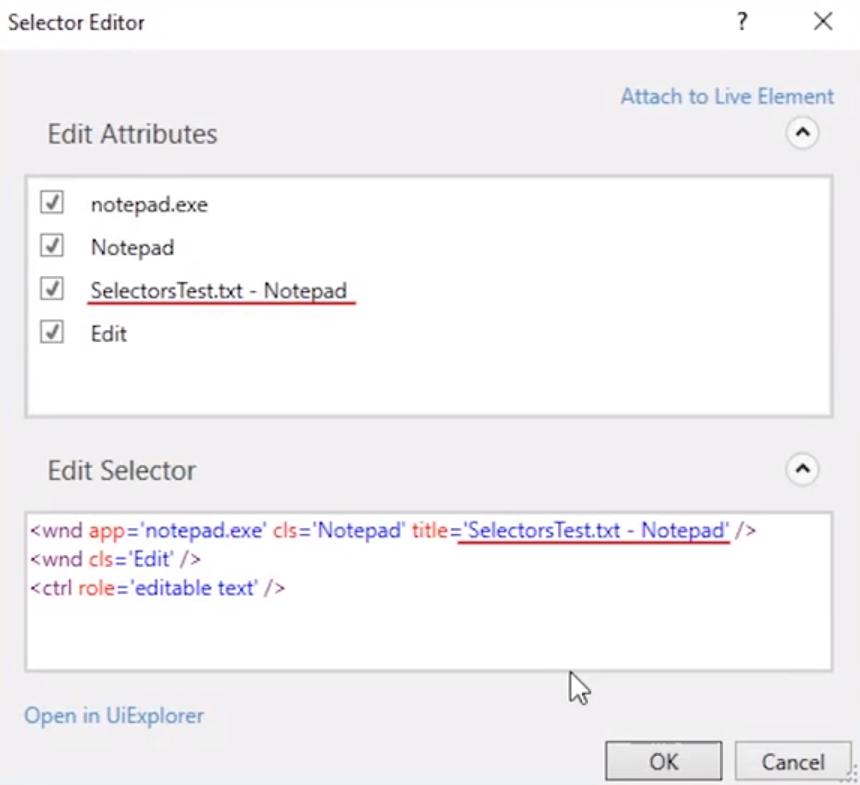 Selector Editor ?
Attach to Live Element
Edit Attributes
notepad.exe
Notepad
SelectorsTest.txt - Notepad
Edit
Edit Selector
<wnd app='notepad.exe' cls='Notepad' title='SelectorsTest.txt - Notepad' />
<wnd cls='Edit' />
<ctrl role='editable text' />
Open in UiExplorer
OK Cancel